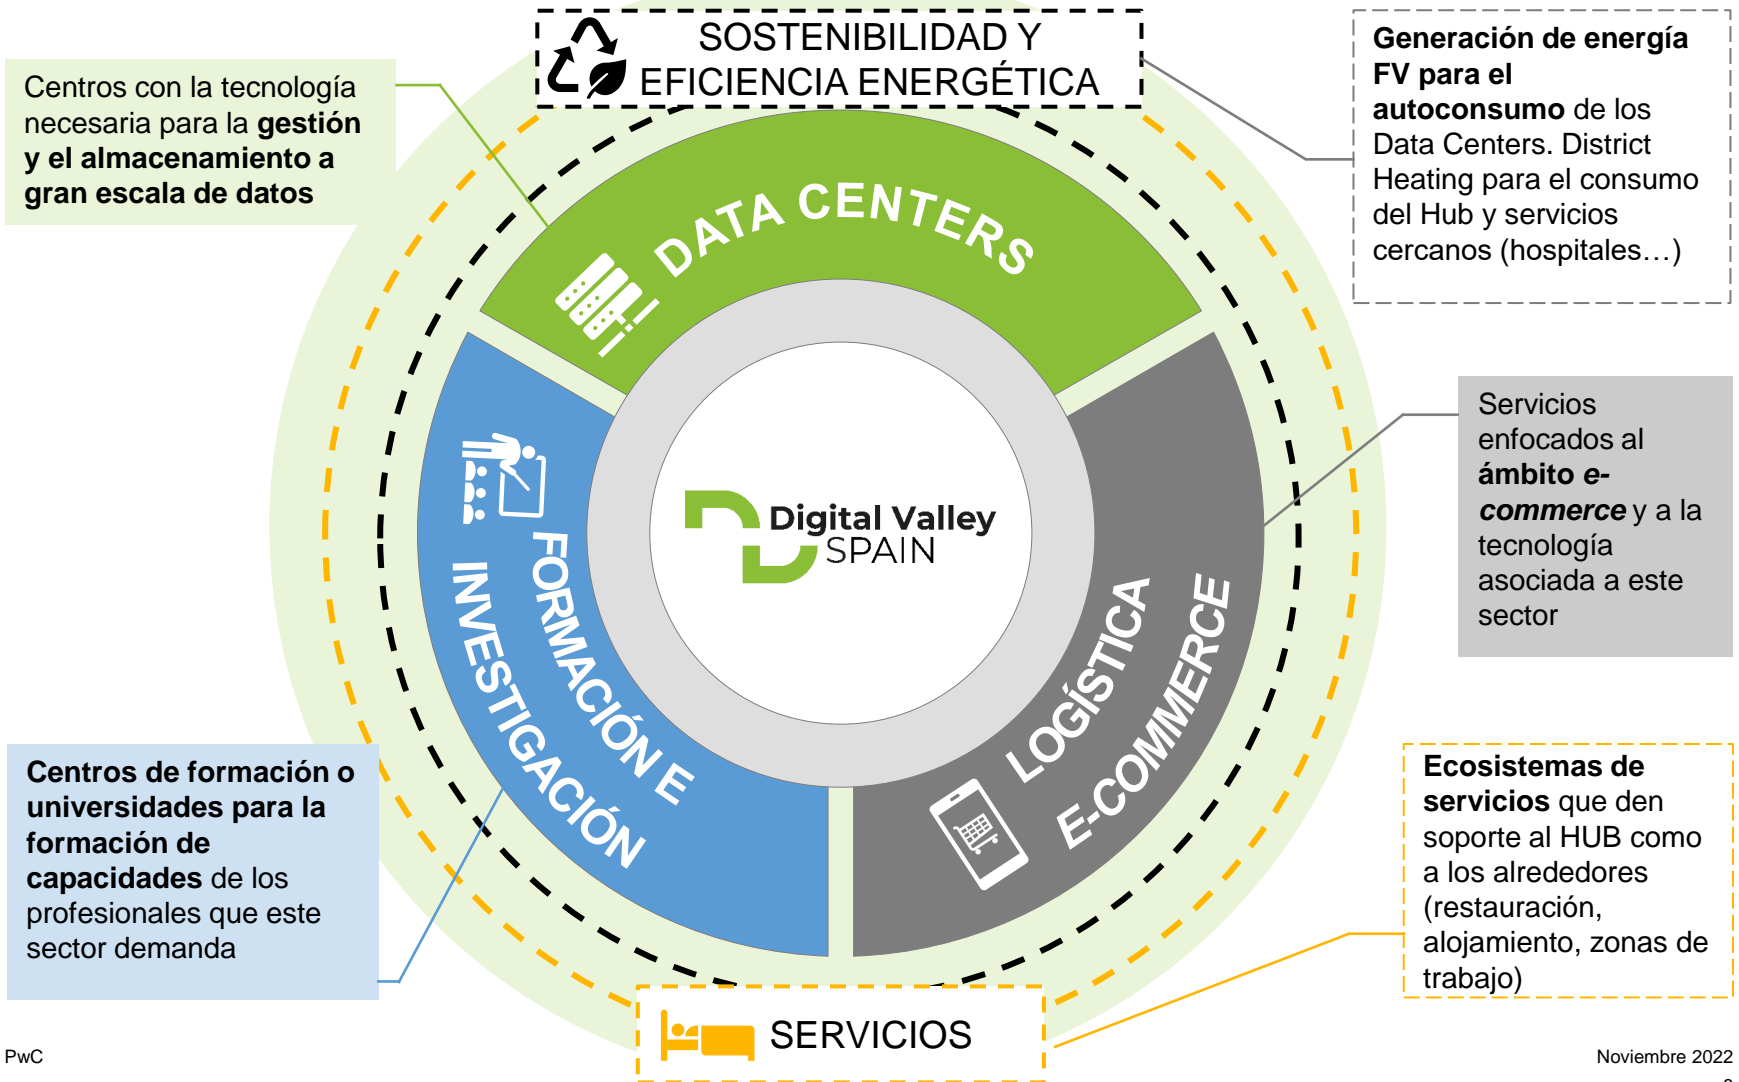 SOSTENIBILIDAD Y
EFICIENCIA ENERGÉTICA
Centros con la tecnología
necesaria para la gestión
y el almacenamiento a
gran escala de datos
Generación de energía
FV para el
autoconsumo de los
Data Centers. District
Heating para el consumo
del Hub y servicios
cercanos (hospitales…)
DATA CENTERS
Servicios
enfocados al
ámbito e-
commerce y a la
tecnología
asociada a este
sector
Digital Valley
SPAIN
FORMACIÓN E
INVESTIGACIÓN
LOGÍSTICA
E-COMMERCE
Centros de formación o
universidades para la
formación de
capacidades de los
profesionales que este
sector demanda
Ecosistemas de
servicios que den
soporte al HUB como
a los alrededores
(restauración,
alojamiento, zonas de
trabajo)
SERVICIOS
PwC
Noviembre 2022